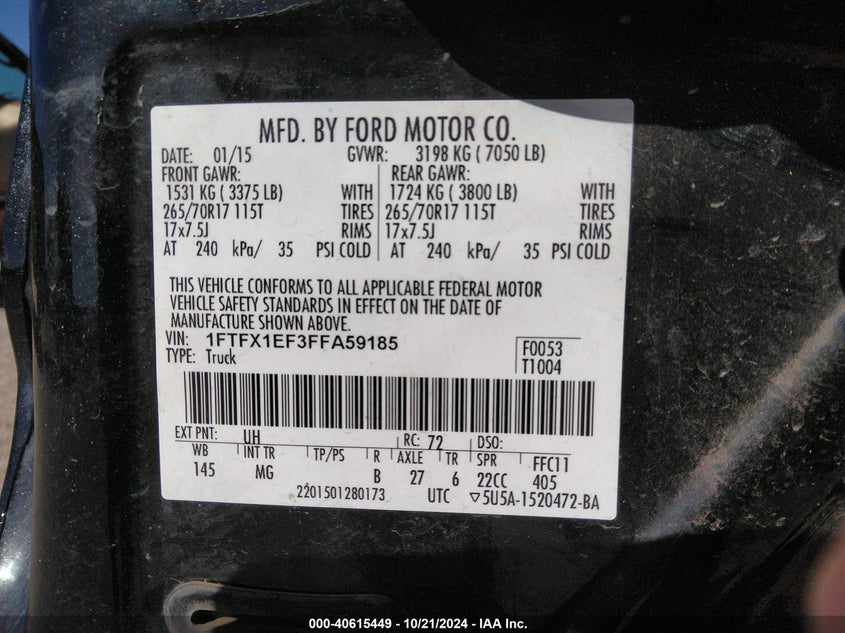 MFD. BY FORD MOTOR CO.
DATE: 01/15 GVWR: 3198 KG ( 7050 LB)
FRONT GAWR: REAR GAWR:
1531 KG ( 3375 LB) WITH 1724 KG ( 3800 LB) WITH
265/70R17 115T TIRES 265/70R17 115T TIRES
17x7.5J RIMS 17x7.5J RIMS
AT 240 kPa/ 35 PSI COLD AT 240 kPa/ 35 PSI COLD
THIS VEHICLE CONFORMS TO ALL APPLICABLE FEDERAL MOTOR
VEHICLE SAFETY STANDARDS IN EFFECT ON THE DATE OF
MANUFACTURE SHOWN ABOVE.
VIN: 1FTFX1EF3FFA59185 F0053
TYPE: Truck T1004
EXT PNT: UH RC: 72 DSO:
WB INT TR TP/PS R AXLE TR SPR FFC11
145 MG B 27 6 22CC 405
2201501280173 UTC ▽5U5A-1520472-BA
000-40615449 - 10/21/2024 - IAA Inc.